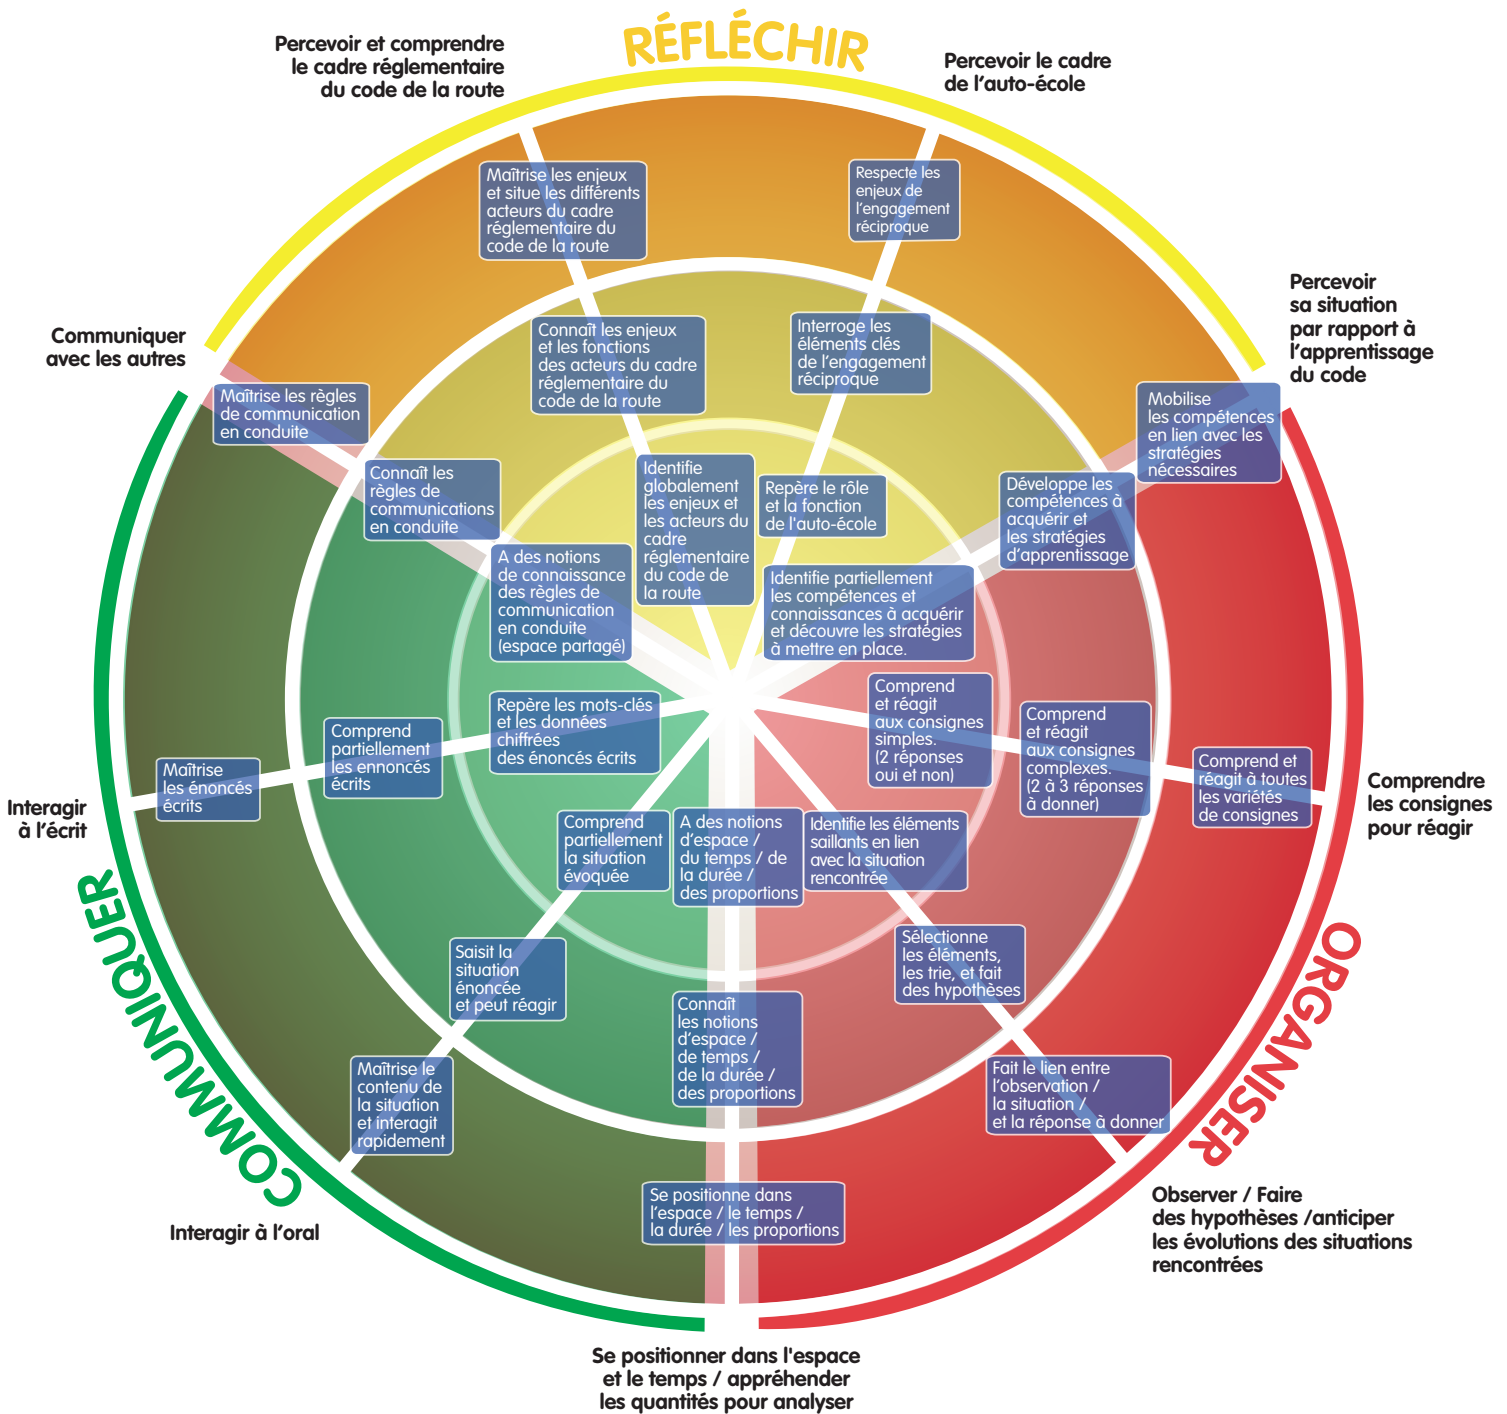 RÉFLÉCHIR
Percevoir et comprendre
le cadre réglementaire
du code de la route
Percevoir le cadre
de l'auto-école
Percevoir
sa situation
par rapport à
l'apprentissage
du code
Communiquer
avec les autres
Maîtrise les enjeux
et situe les différents
acteurs du cadre
réglementaire du
code de la route
Respecte les
enjeux de
l'engagement
réciproque
Connaît les enjeux
et les fonctions
des acteurs du cadre
réglementaire du
code de la route
Interroge les
éléments clés
de l'engagement
réciproque
Maîtrise les règles
de communication
en conduite
Mobilise
les compétences
en lien avec les
stratégies
nécessaires
Connaît les
règles de
communications
en conduite
Identifie
globalement
les enjeux et
les acteurs du
cadre
réglementaire
du code de
la route
Repère le rôle
et la fonction
de l'auto-école
Développe les
compétences à
acquérir et
les stratégies
d'apprentissage
A des notions
de connaissance
des règles de
communication
en conduite
(espace partagé)
Identifie partiellement
les compétences et
connaissances à acquérir
et découvre les stratégies
à mettre en place.
Repère les mots-clés
et les données
chiffrées
des énoncés écrits
Comprend
et réagit
aux consignes
simples.
(2 réponses
oui et non)
Comprend
et réagit
aux consignes
complexes.
(2 à 3 réponses
à donner)
Comprend
partiellement
les ennoncés
écrits
Maîtrise
les énoncés
écrits
Comprend et
réagit à toutes
les variétés
de consignes
Interagir
à l'écrit
Comprendre
les consignes
pour réagir
Comprend
partiellement
la situation
évoquée
A des notions
d'espace /
du temps / de
la durée /
des proportions
Identifie les éléments
saillants en lien
avec la situation
rencontrée
Saisit la
situation
énoncée
et peut réagir
Sélectionne
les éléments,
les trie, et fait
des hypothèses
Connaît
les notions
d'espace /
de temps /
de la durée /
des proportions
Maîtrise le
contenu de
la situation
et interagit
rapidement
Fait le lien entre
l'observation /
la situation /
et la réponse à donner
COMMUNIQUER
ORGANISER
Se positionne dans
l'espace / le temps /
la durée / les proportions
Interagir à l'oral
Observer / Faire
des hypothèses /anticiper
les évolutions des situations
rencontrées
Se positionner dans l'espace
et le temps / appréhender
les quantités pour analyser